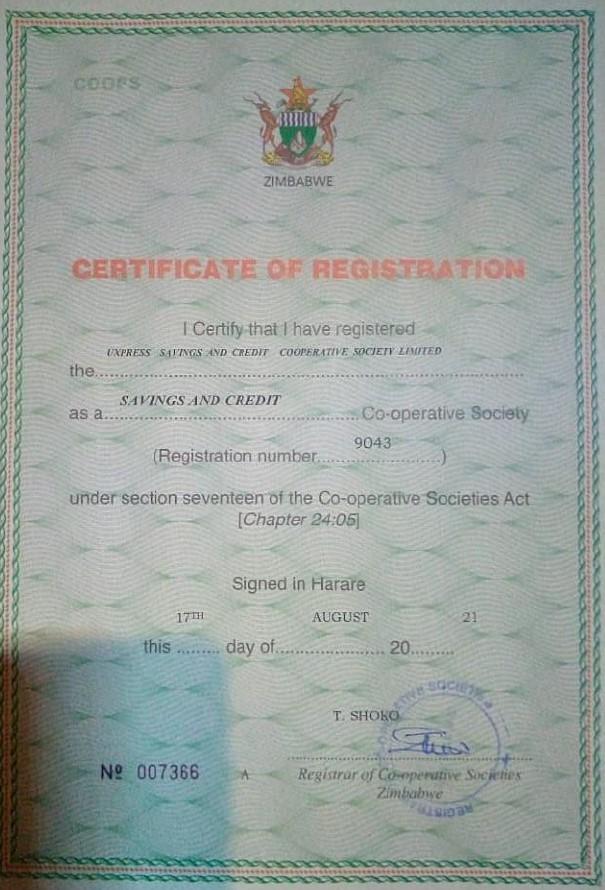 COOPS
ZIMBABWE
CERTIFICATE OF REGISTRATION
I Certify that I have registered
UXPRESS SAVINGS AND CREDIT COOPERATIVE SOCIETY LIMITED
the........................................................................
SAVINGS AND CREDIT
as a........................................... Co-operative Society
9043
(Registration number.....................)
under section seventeen of the Co-operative Societies Act
[Chapter 24:05]
Signed in Harare
17TH AUGUST 21
this ........ day of.................... 20........
T. SHOKO
Nº 007366 A Registrar of Co-operative Societies
Zimbabwe